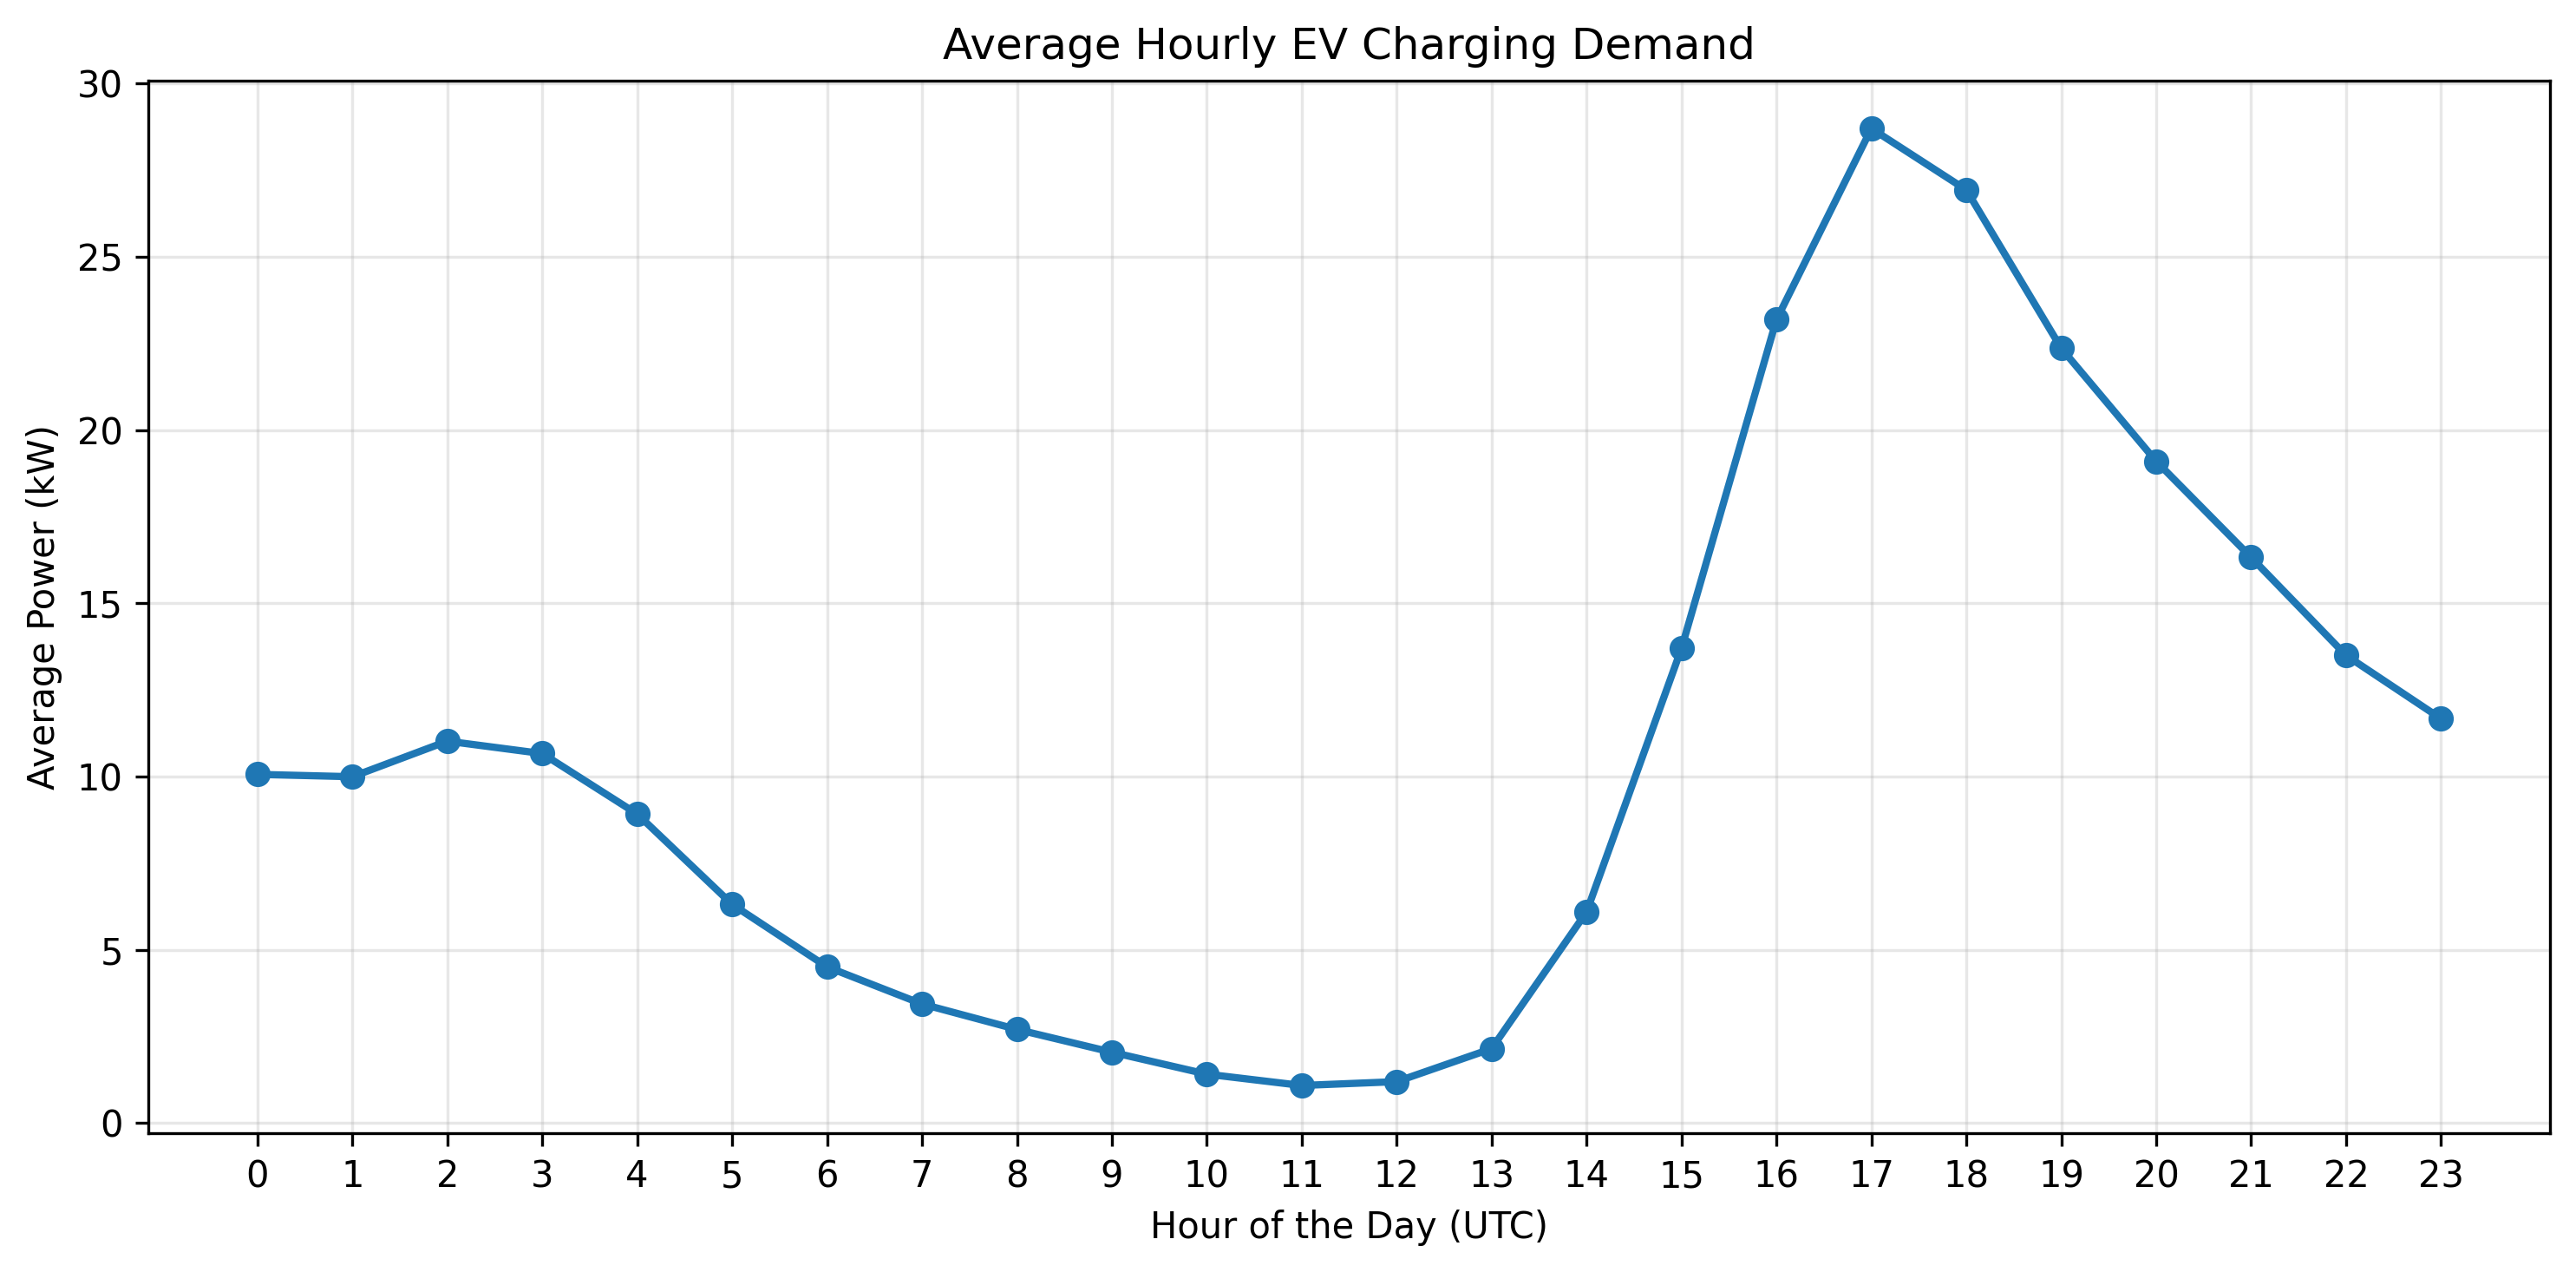 Average Hourly EV Charging Demand
30
25
20
15
10
5
0
Average Power (kW)
0 1 2 3 4 5 6 7 8 9 10 11 12 13 14 15 16 17 18 19 20 21 22 23
Hour of the Day (UTC)